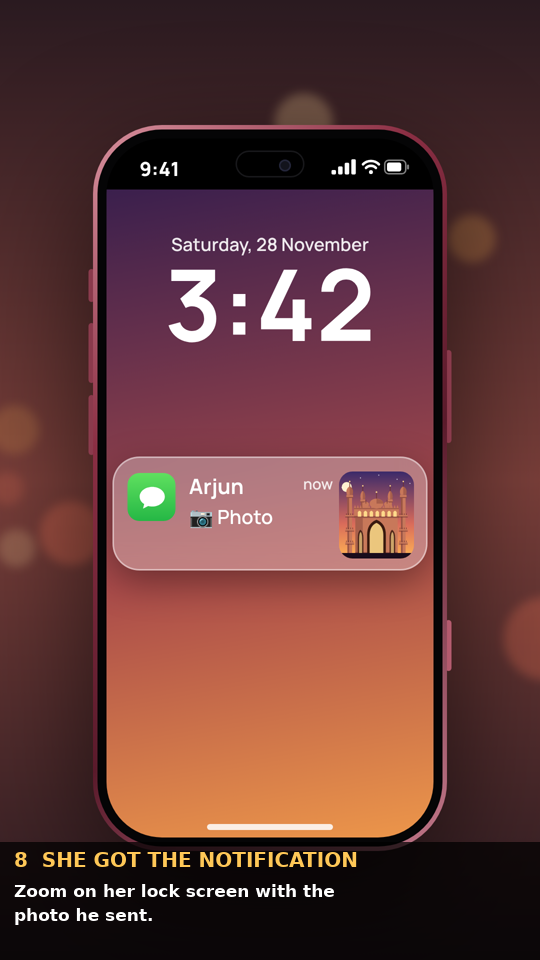 9:41
Saturday, 28 November
3:42
Arjun
now
📷 Photo
8 SHE GOT THE NOTIFICATION
Zoom on her lock screen with the
photo he sent.